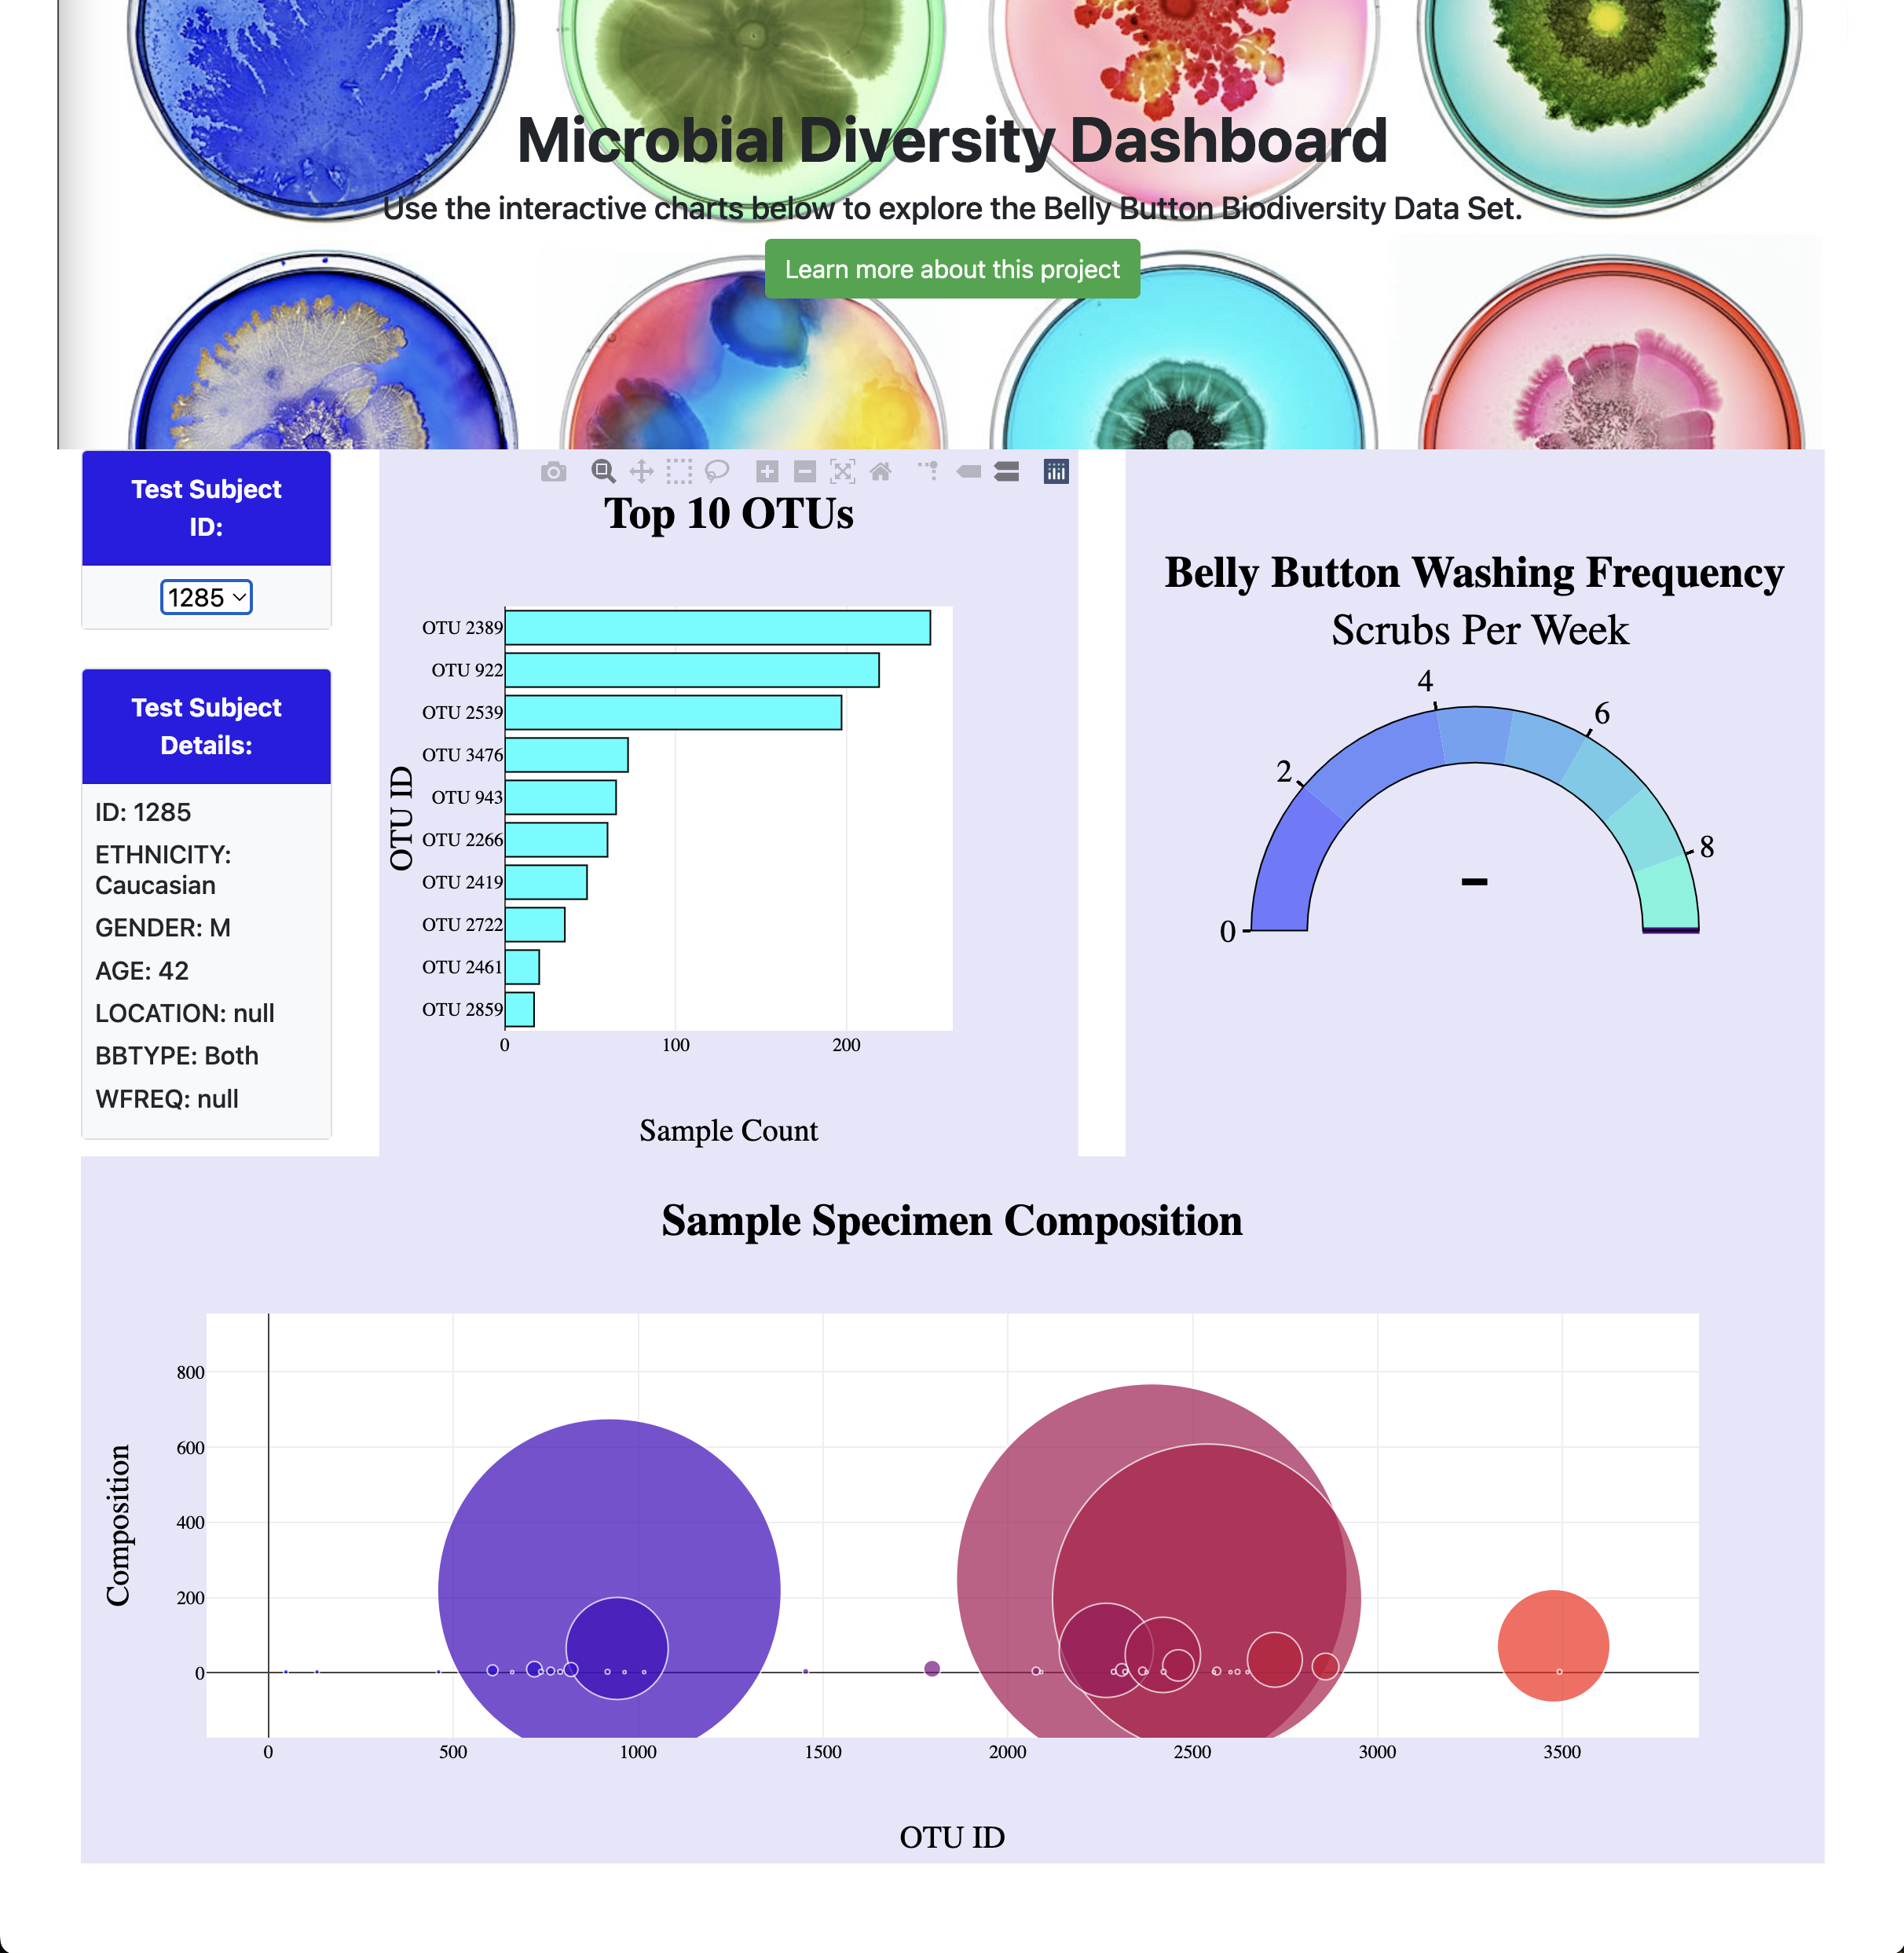 Microbial Diversity Dashboard
Use the interactive charts below to explore the Belly Button Biodiversity Data Set.
Learn more about this project
Test Subject
ID:
1285
Test Subject
Details:
ID: 1285
ETHNICITY:
Caucasian
GENDER: M
AGE: 42
LOCATION: null
BBTYPE: Both
WFREQ: null
Top 10 OTUs
OTU ID
OTU 2389
OTU 922
OTU 2539
OTU 3476
OTU 943
OTU 2266
OTU 2419
OTU 2722
OTU 2461
OTU 2859
0 100 200
Sample Count
Belly Button Washing Frequency
Scrubs Per Week
0
2
4
6
8
–
Sample Specimen Composition
Composition
800
600
400
200
0
0 500 1000 1500 2000 2500 3000 3500
OTU ID